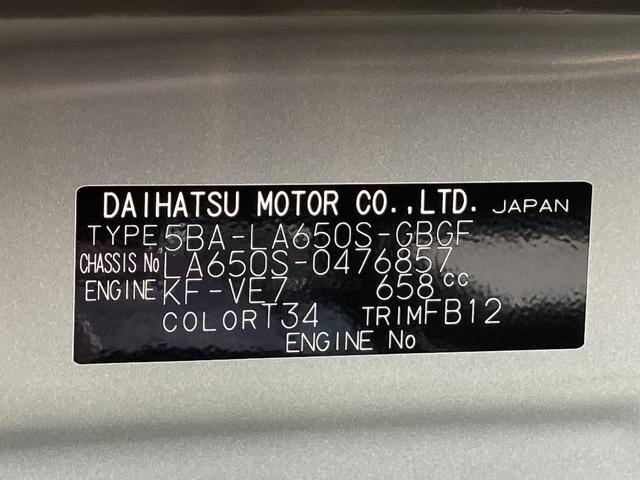 DAIHATSU MOTOR CO.,LTD. JAPAN
TYPE 5BA-LA650S-GBGF
CHASSIS No LA650S-0476857
ENGINE KF-VE7 658cc
COLOR T34 TRIM FB12
ENGINE No